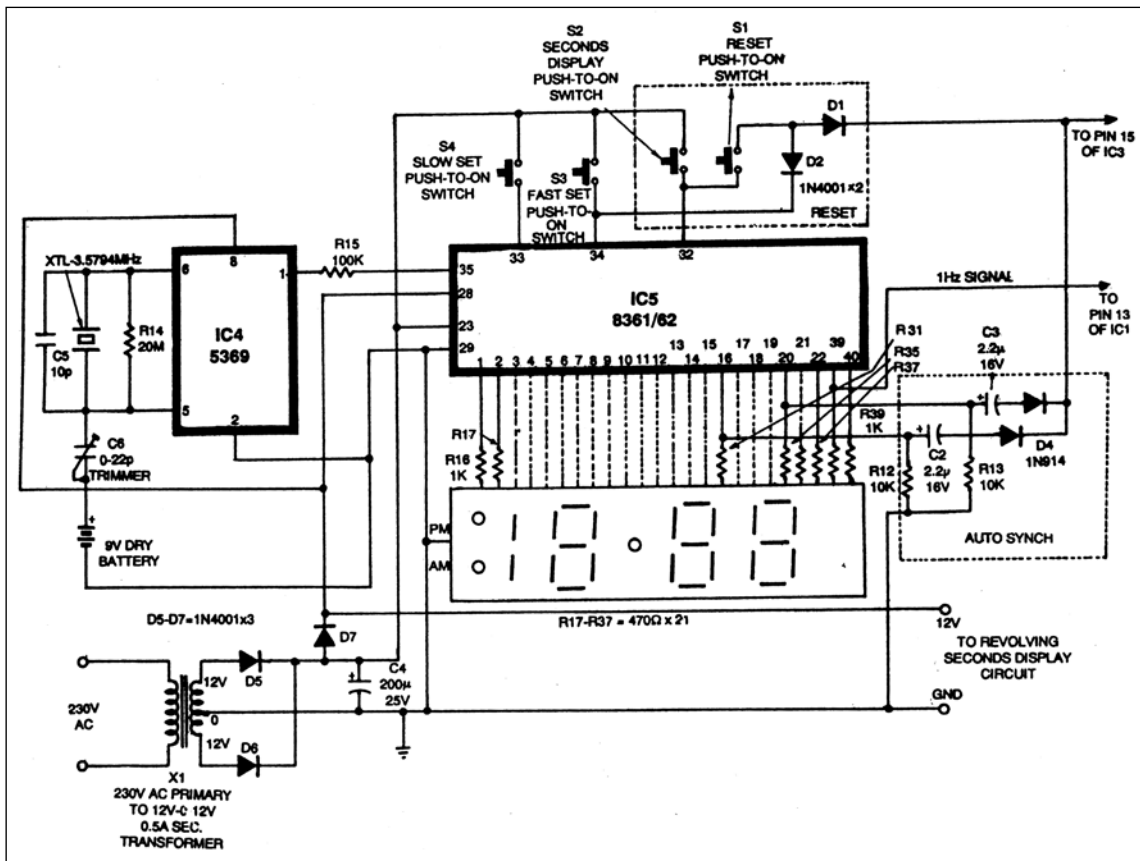 S2
SECONDS
DISPLAY
PUSH-TO-ON
SWITCH
S1
RESET
PUSH-TO-ON
SWITCH
D1
TO PIN 15
OF IC3
S4
SLOW SET
PUSH-TO-ON
SWITCH
S3
FAST SET
PUSH-TO-
ON
SWITCH
D2
1N4001×2
RESET
XTL-3.5794MHz
8
6
1
R15
100K
33
34
32
35
28
23
29
IC5
8361/62
1Hz SIGNAL
TO
PIN 13
OF IC1
C5
10p
R14
20M
IC4
5369
5
2
1 2 3 4 5 6 7 8 9 10 11 12 13 14 15 16 17 18 19 20 21 22 39 40
R 31
R35
R37
C3
2.2µ
16V
+
C6
0-22p
TRIMMER
R17
R16
1K
R39
1K
+
C2
2.2µ
16V
D4
1N914
R12
10K
R13
10K
AUTO SYNCH
+
9V DRY
BATTERY
PM
AM
D5-D7=1N4001x3
R17-R37 = 470Ω x 21
D7
12V
TO REVOLVING
SECONDS DISPLAY
CIRCUIT
GND
230V
AC
12V
0
12V
D5
D6
+
C4
200µ
25V
X1
230V AC PRIMARY
TO 12V-0 12V
0.5A SEC.
TRANSFORMER